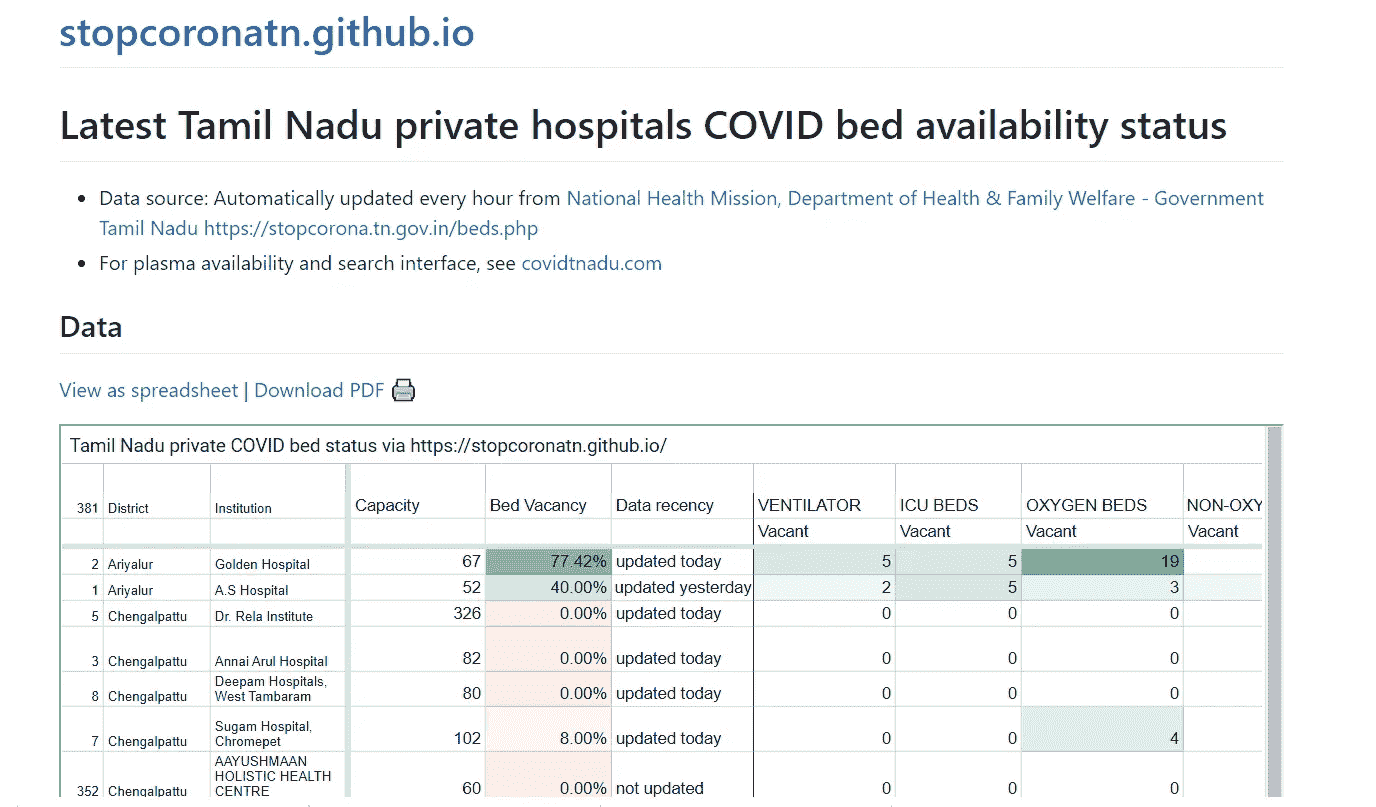 stopcoronatn.github.io
Latest Tamil Nadu private hospitals COVID bed availability status
Data source: Automatically updated every hour from National Health Mission, Department of Health & Family Welfare - Government
Tamil Nadu https://stopcorona.tn.gov.in/beds.php
For plasma availability and search interface, see covidtnadu.com
Data
View as spreadsheet | Download PDF
Tamil Nadu private COVID bed status via https://stopcoronatn.github.io/
381 District Institution Capacity Bed Vacancy Data recency VENTILATOR ICU BEDS OXYGEN BEDS NON-OXY
Vacant Vacant Vacant Vacant
2 Ariyalur Golden Hospital 67 77.42% updated today 5 5 19
1 Ariyalur A.S Hospital 52 40.00% updated yesterday 2 5 3
5 Chengalpattu Dr. Rela Institute 326 0.00% updated today 0 0 0
3 Chengalpattu Annai Arul Hospital 82 0.00% updated today 0 0 0
Deepam Hospitals,
8 Chengalpattu West Tambaram 80 0.00% updated today 0 0 0
Sugam Hospital,
7 Chengalpattu Chromepet 102 8.00% updated today 0 0 4
AAYUSHMAAN
HOLISTIC HEALTH
352 Chengalpattu CENTRE 60 0.00% not updated 0 0 0